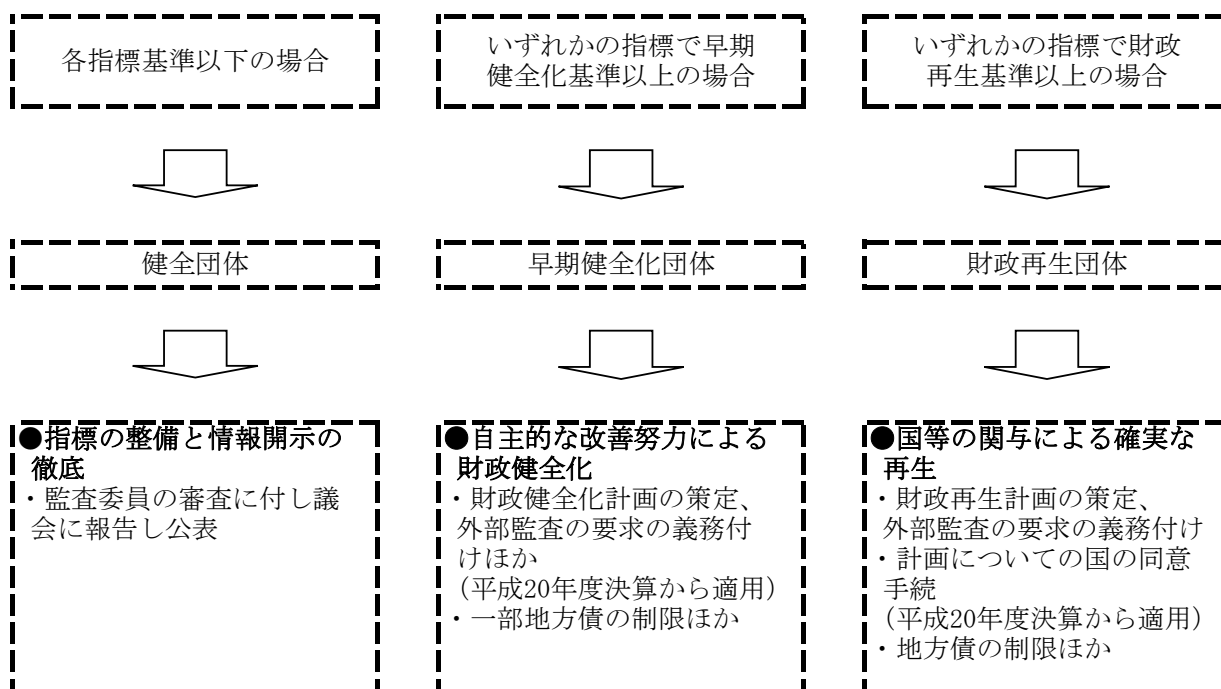 各指標基準以下の場合
いずれかの指標で早期
健全化基準以上の場合
いずれかの指標で財政
再生基準以上の場合
健全団体
早期健全化団体
財政再生団体
●指標の整備と情報開示の
徹底
・監査委員の審査に付し議
会に報告し公表
●自主的な改善努力による
財政健全化
・財政健全化計画の策定、
外部監査の要求の義務付
けほか
(平成20年度決算から適用)
・一部地方債の制限ほか
●国等の関与による確実な
再生
・財政再生計画の策定、
外部監査の要求の義務付け
・計画についての国の同意
手続
(平成20年度決算から適用)
・地方債の制限ほか